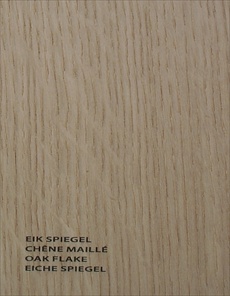 EIK SPIEGEL
CHÊNE MAILLÉ
OAK FLAKE
EICHE SPIEGEL